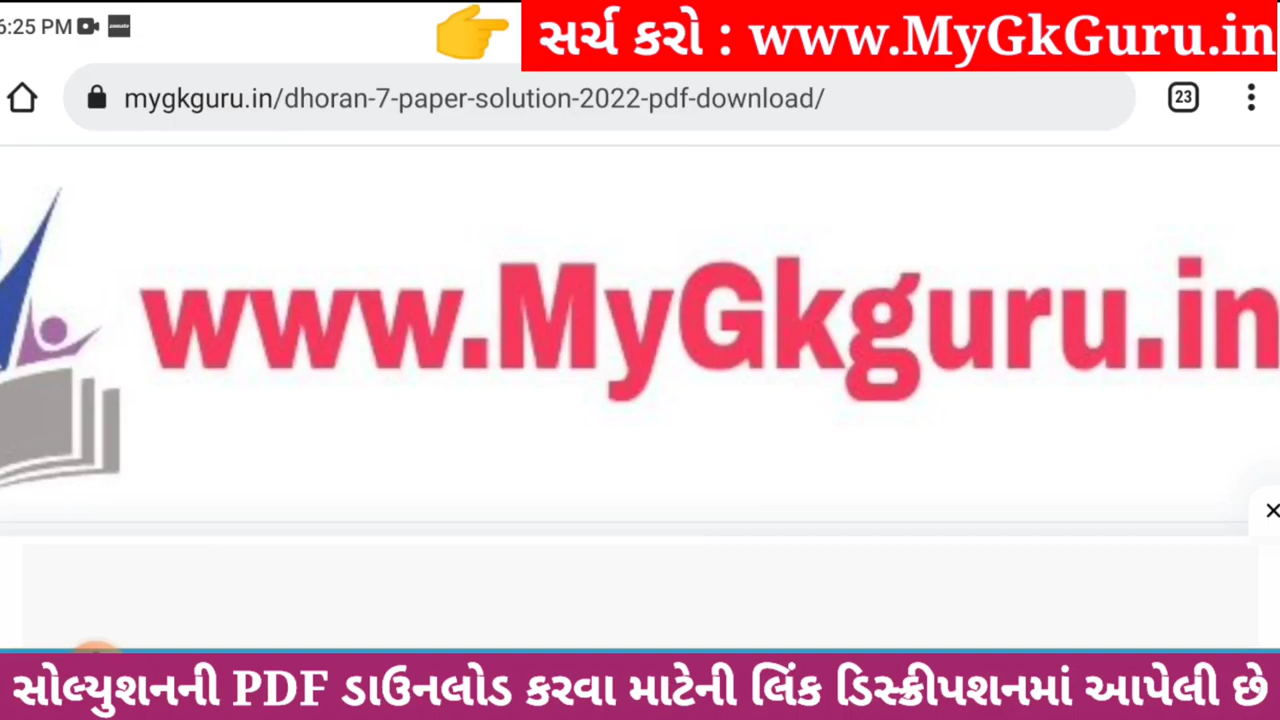 6:25 PM
સર્ચ કરો : www.MyGkGuru.in
mygkguru.in/dhoran-7-paper-solution-2022-pdf-download/
23
www.MyGkguru.in
સોલ્યુશનની PDF ડાઉનલોડ કરવા માટેની લિંક ડિસ્ક્રીપશનમાં આપેલી છે